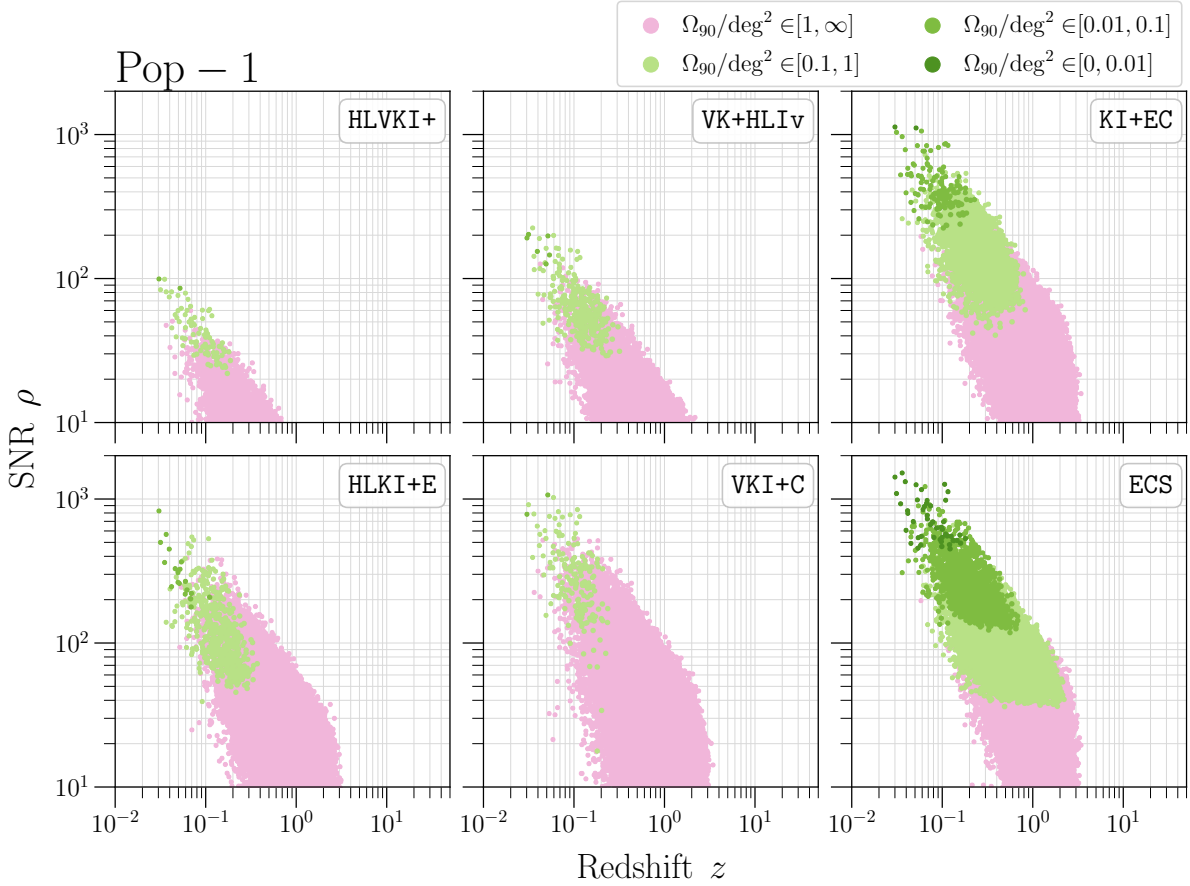 Ω₉₀/deg² ∈[1, ∞] Ω₉₀/deg² ∈[0.01, 0.1]
Pop − 1 Ω₉₀/deg² ∈[0.1, 1] Ω₉₀/deg² ∈[0, 0.01]
HLVKI+ VK+HLIv KI+EC
10³
10²
10¹
SNR ρ
HLKI+E VKI+C ECS
10³
10²
10¹
10⁻² 10⁻¹ 10⁰ 10¹ 10⁻² 10⁻¹ 10⁰ 10¹ 10⁻² 10⁻¹ 10⁰ 10¹
Redshift z